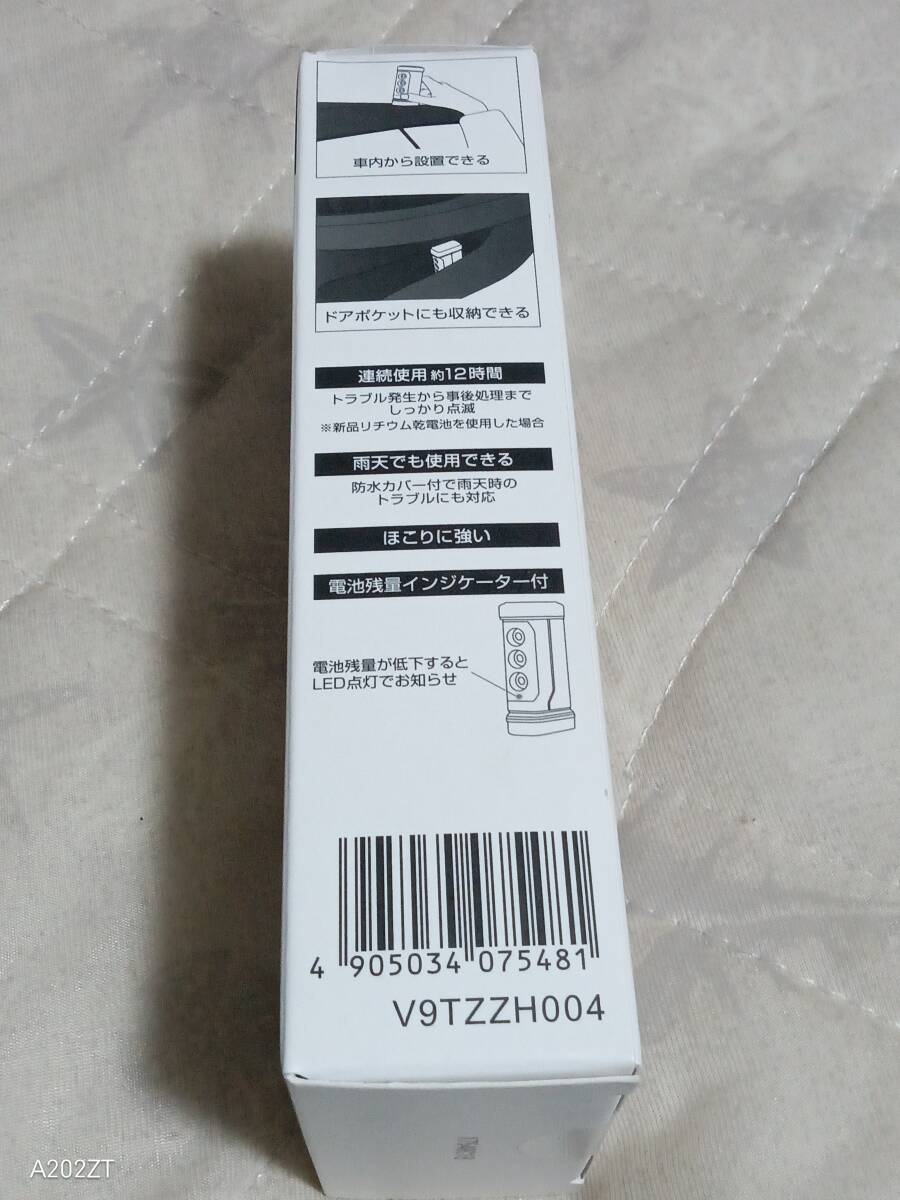 車内から設置できる
ドアポケットにも収納できる
連続使用 約12時間
トラブル発生から事後処理まで
しっかり点滅
※新品リチウム乾電池を使用した場合
雨天でも使用できる
防水カバー付で雨天時の
トラブルにも対応
ほこりに強い
電池残量インジケーター付
電池残量が低下すると
LED点灯でお知らせ
4 905034 075481
V9TZZH004
A202ZT